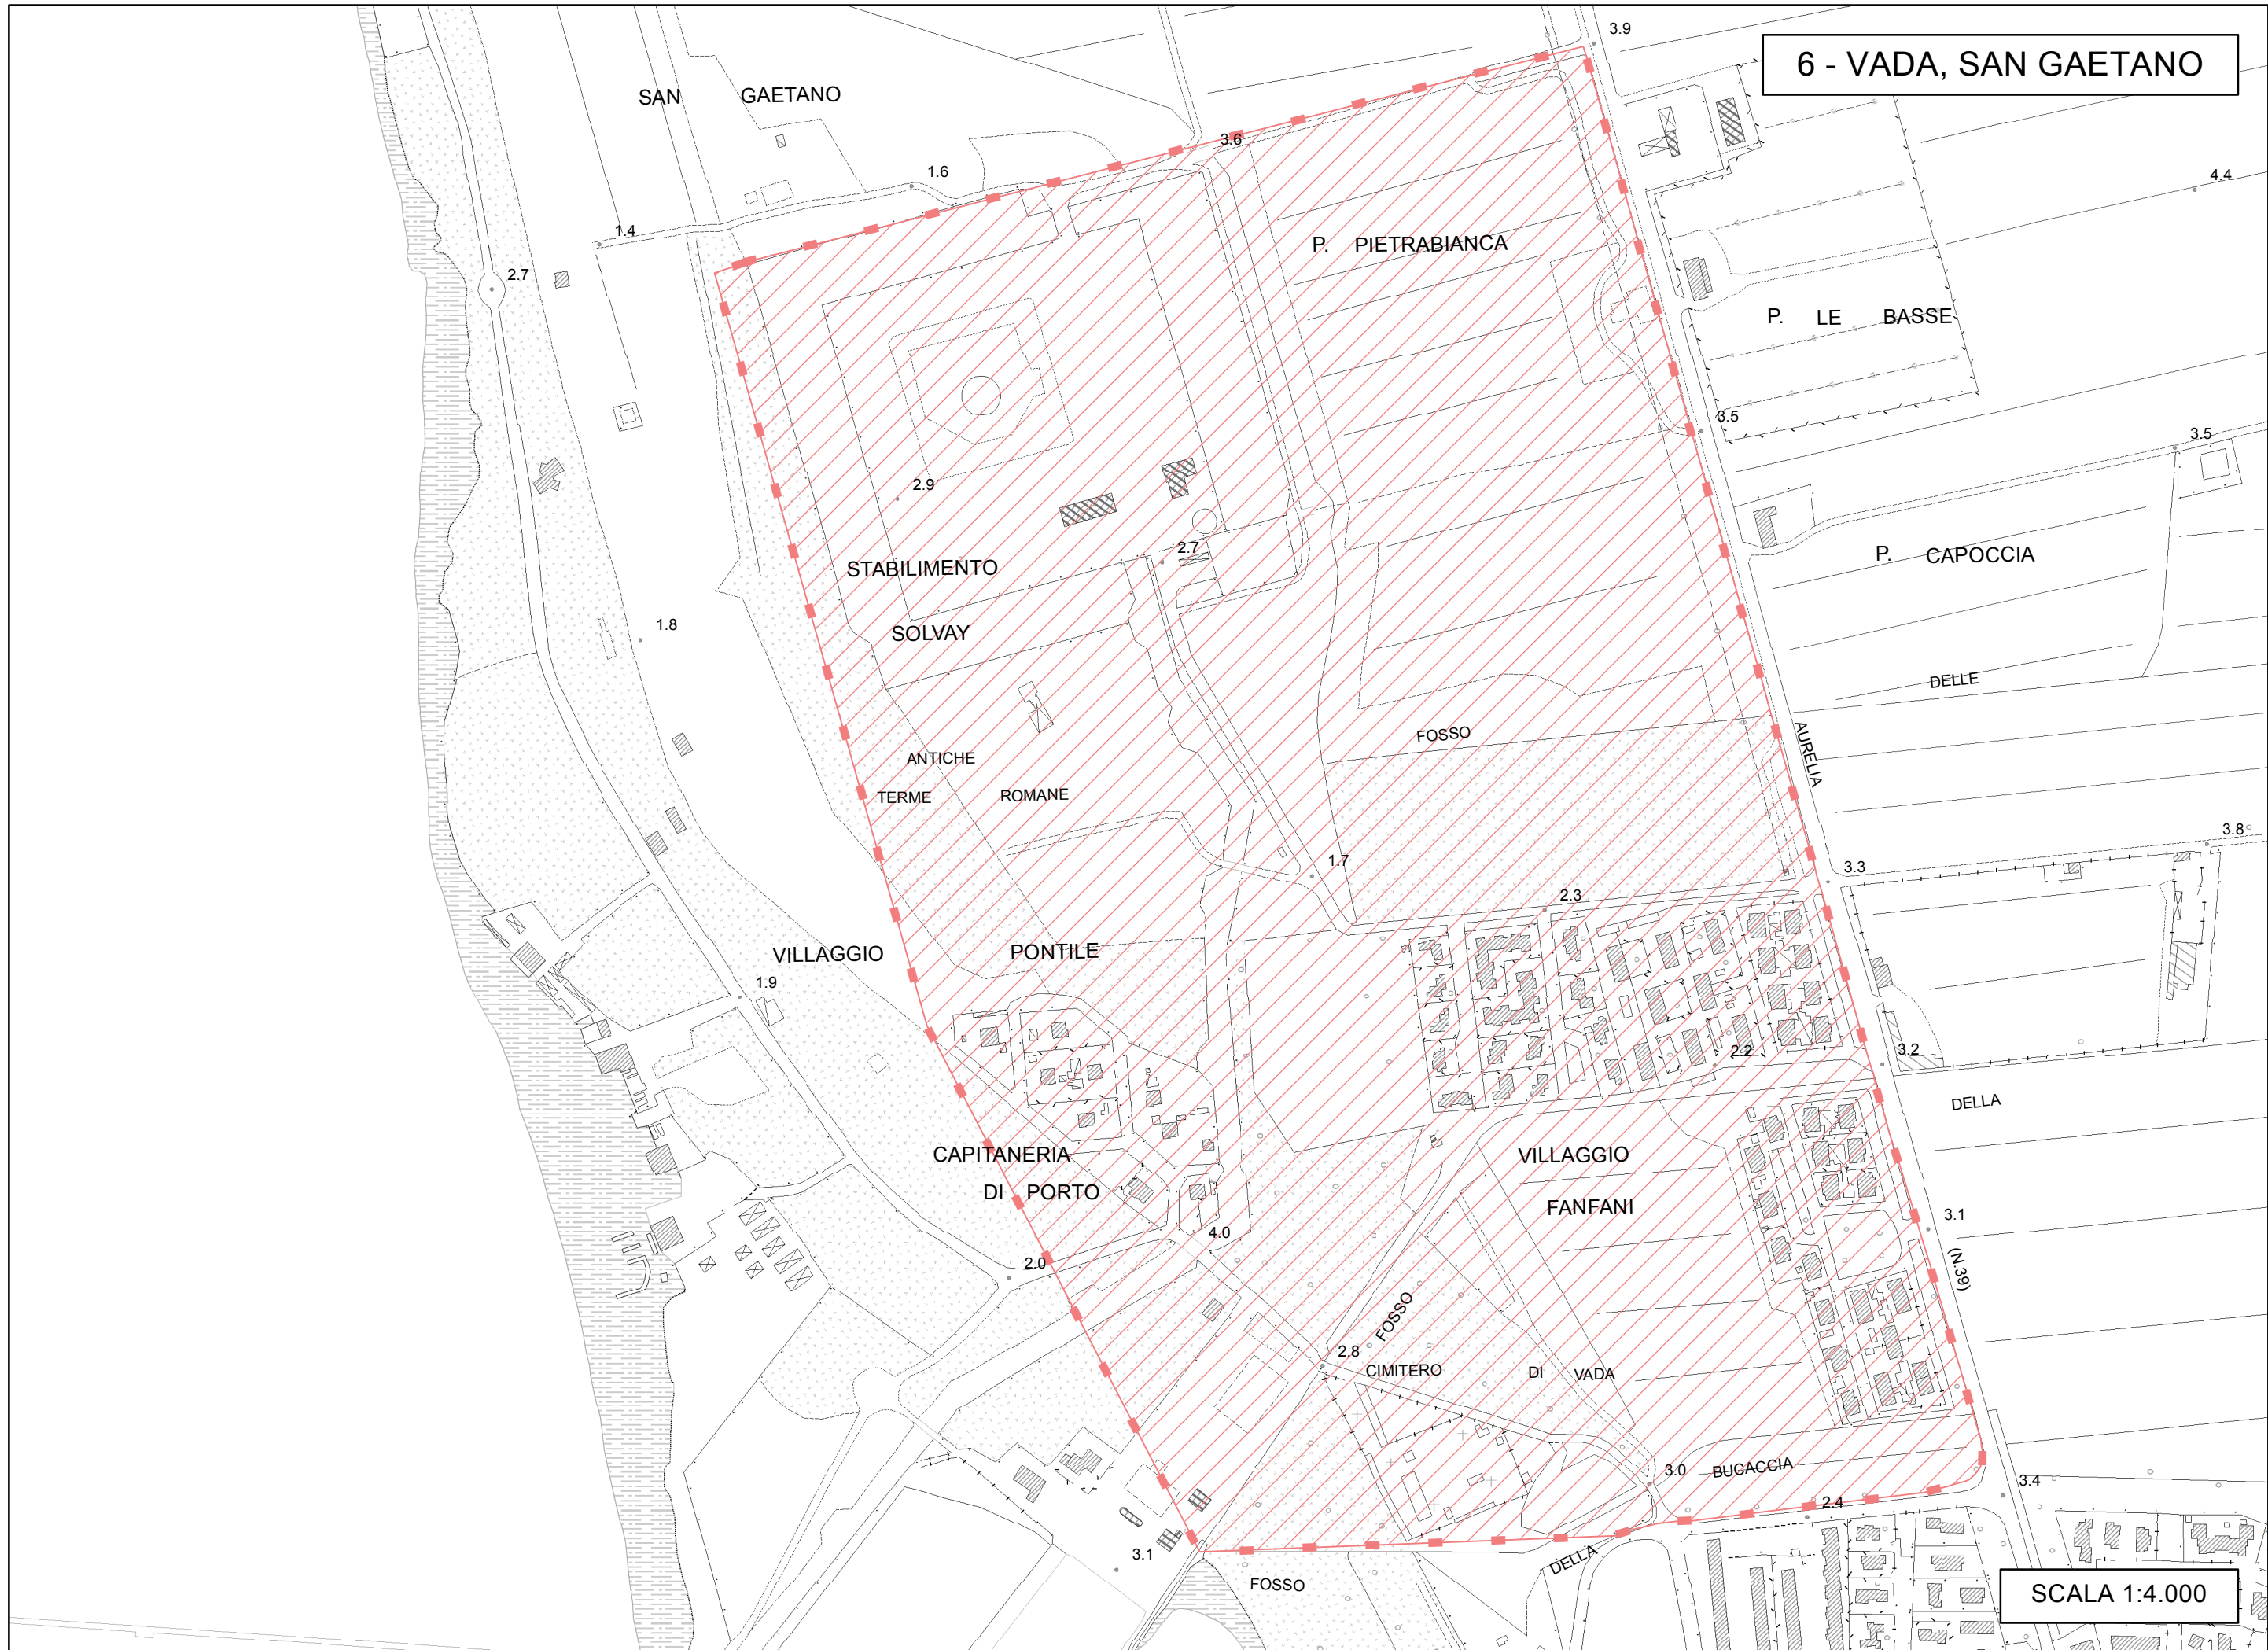 3.9
6 - VADA, SAN GAETANO
SAN GAETANO
3.6
1.6
4.4
1.4
P. PIETRABIANCA
2.7
P. LE BASSE
3.5
3.5
2.9
2.7
P. CAPOCCIA
STABILIMENTO
1.8
SOLVAY
DELLE
FOSSO
AURELIA
ANTICHE
TERME ROMANE
3.8
1.7
3.3
2.3
VILLAGGIO PONTILE
1.9
2.2
3.2
DELLA
CAPITANERIA
VILLAGGIO
DI PORTO
FANFANI
3.1
4.0
2.0
(N.39)
FOSSO
2.8
CIMITERO DI VADA
3.0
BUCACCIA
3.4
2.4
3.1
DELLA
FOSSO
SCALA 1:4.000